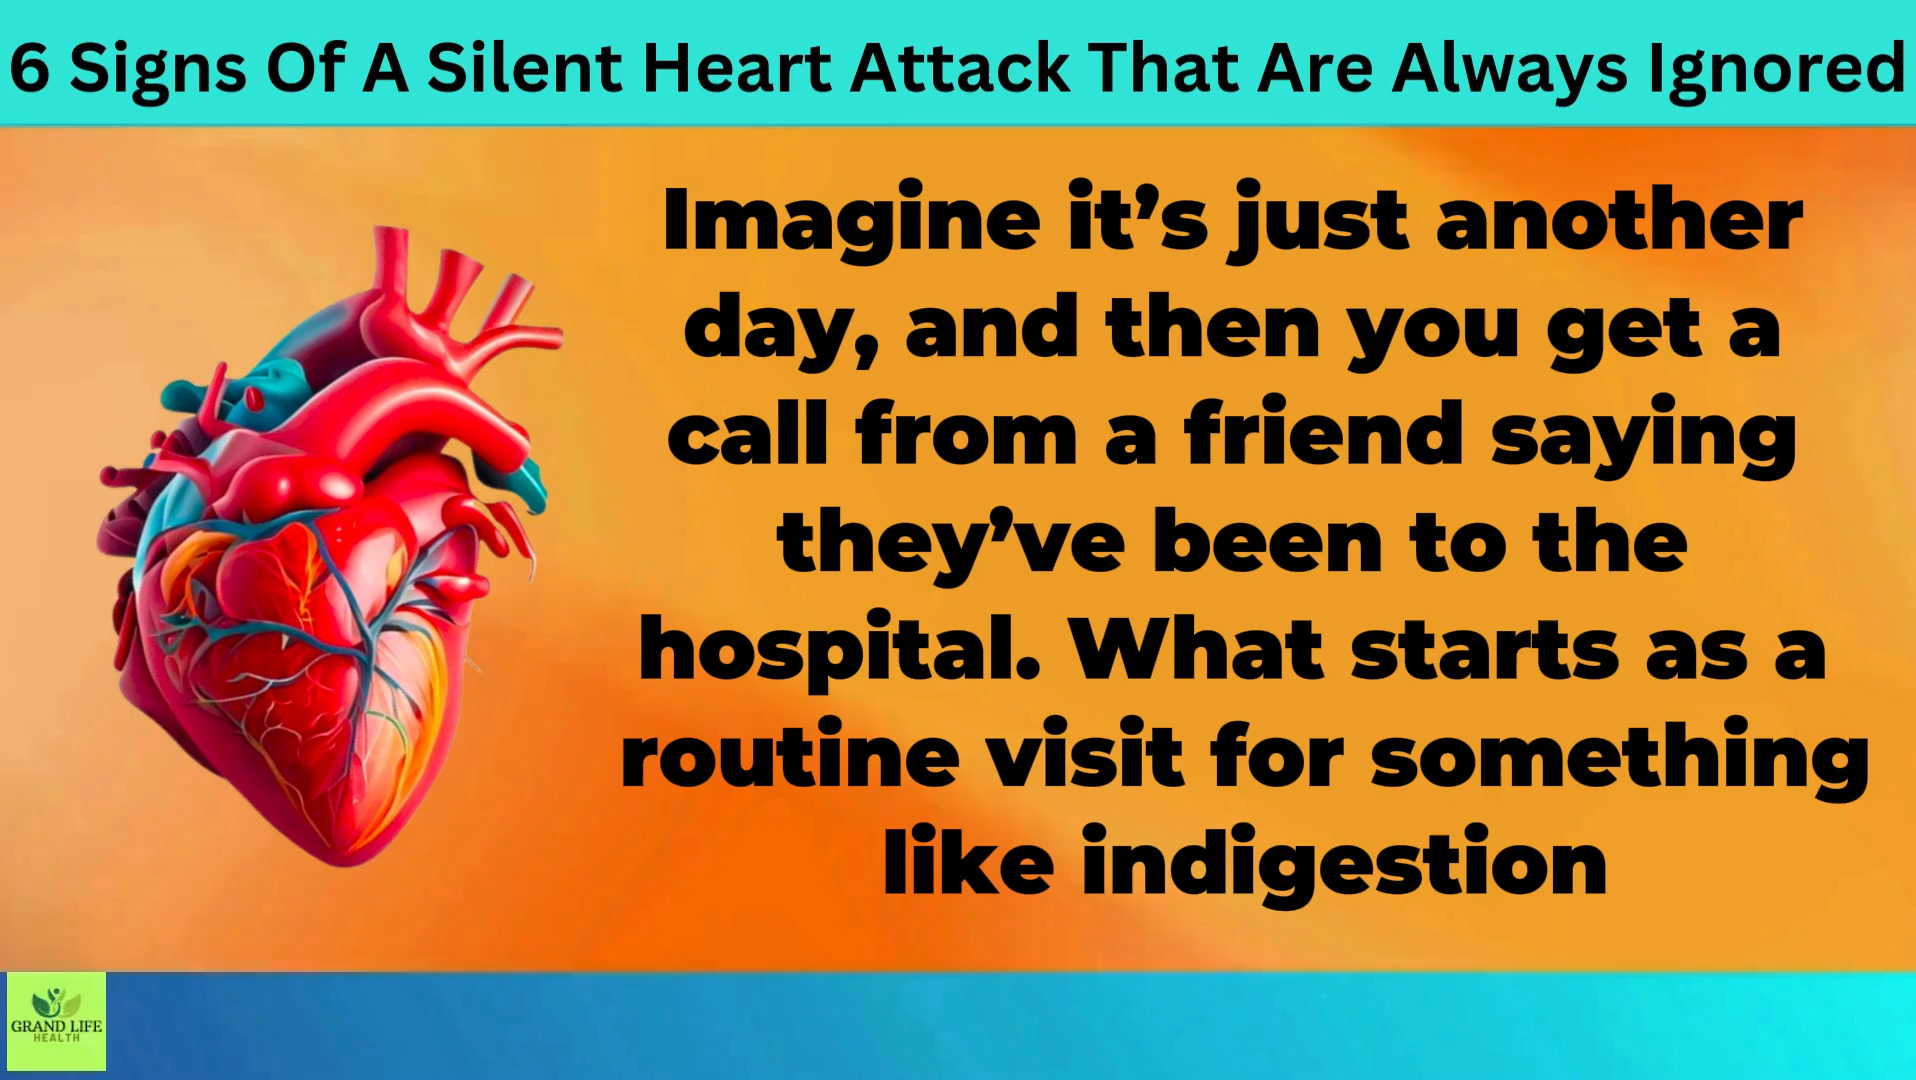 6 Signs Of A Silent Heart Attack That Are Always Ignored
Imagine it’s just another
day, and then you get a
call from a friend saying
they’ve been to the
hospital. What starts as a
routine visit for something
like indigestion
GRAND LIFE
HEALTH